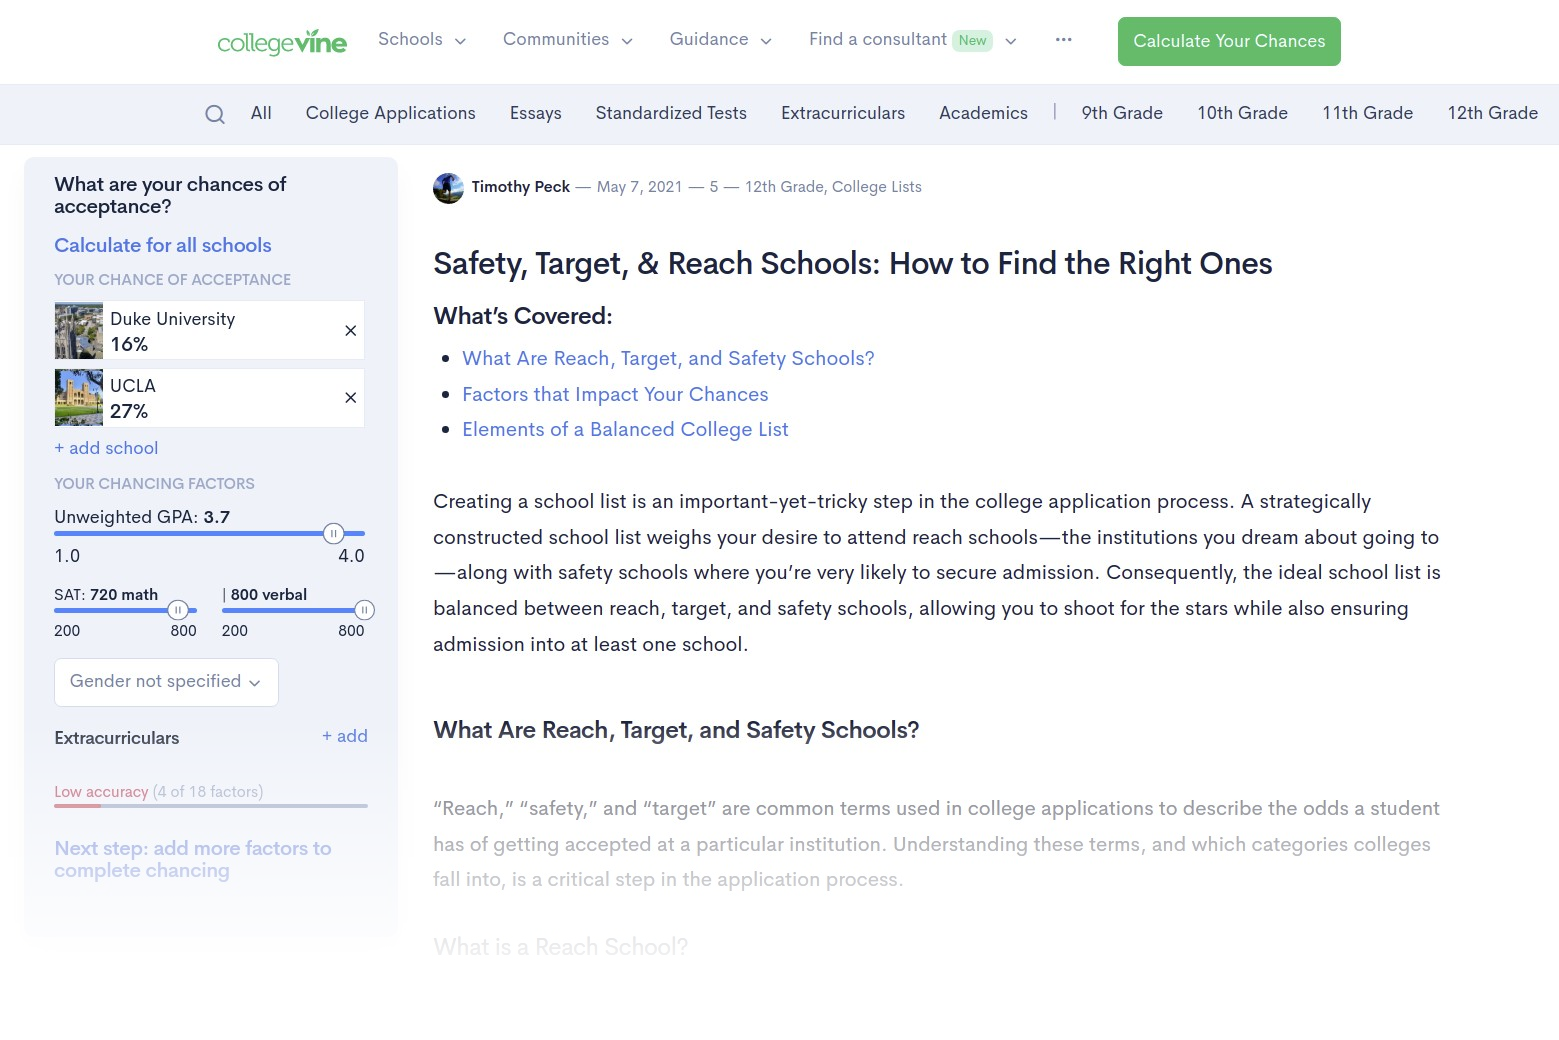 collegevine Schools Communities Guidance Find a consultant New ··· Calculate Your Chances
All College Applications Essays Standardized Tests Extracurriculars Academics | 9th Grade 10th Grade 11th Grade 12th Grade
What are your chances of
acceptance?
Calculate for all schools
YOUR CHANCE OF ACCEPTANCE
Duke University
16%
UCLA
27%
+ add school
YOUR CHANCING FACTORS
Unweighted GPA: 3.7
1.0 4.0
SAT: 720 math | 800 verbal
200 800 200 800
Gender not specified
Extracurriculars + add
Low accuracy (4 of 18 factors)
Next step: add more factors to
complete chancing
Timothy Peck — May 7, 2021 — 5 — 12th Grade, College Lists
Safety, Target, & Reach Schools: How to Find the Right Ones
What’s Covered:
• What Are Reach, Target, and Safety Schools?
• Factors that Impact Your Chances
• Elements of a Balanced College List
Creating a school list is an important-yet-tricky step in the college application process. A strategically
constructed school list weighs your desire to attend reach schools—the institutions you dream about going to
—along with safety schools where you’re very likely to secure admission. Consequently, the ideal school list is
balanced between reach, target, and safety schools, allowing you to shoot for the stars while also ensuring
admission into at least one school.
What Are Reach, Target, and Safety Schools?
“Reach,” “safety,” and “target” are common terms used in college applications to describe the odds a student
has of getting accepted at a particular institution. Understanding these terms, and which categories colleges
fall into, is a critical step in the application process.
What is a Reach School?